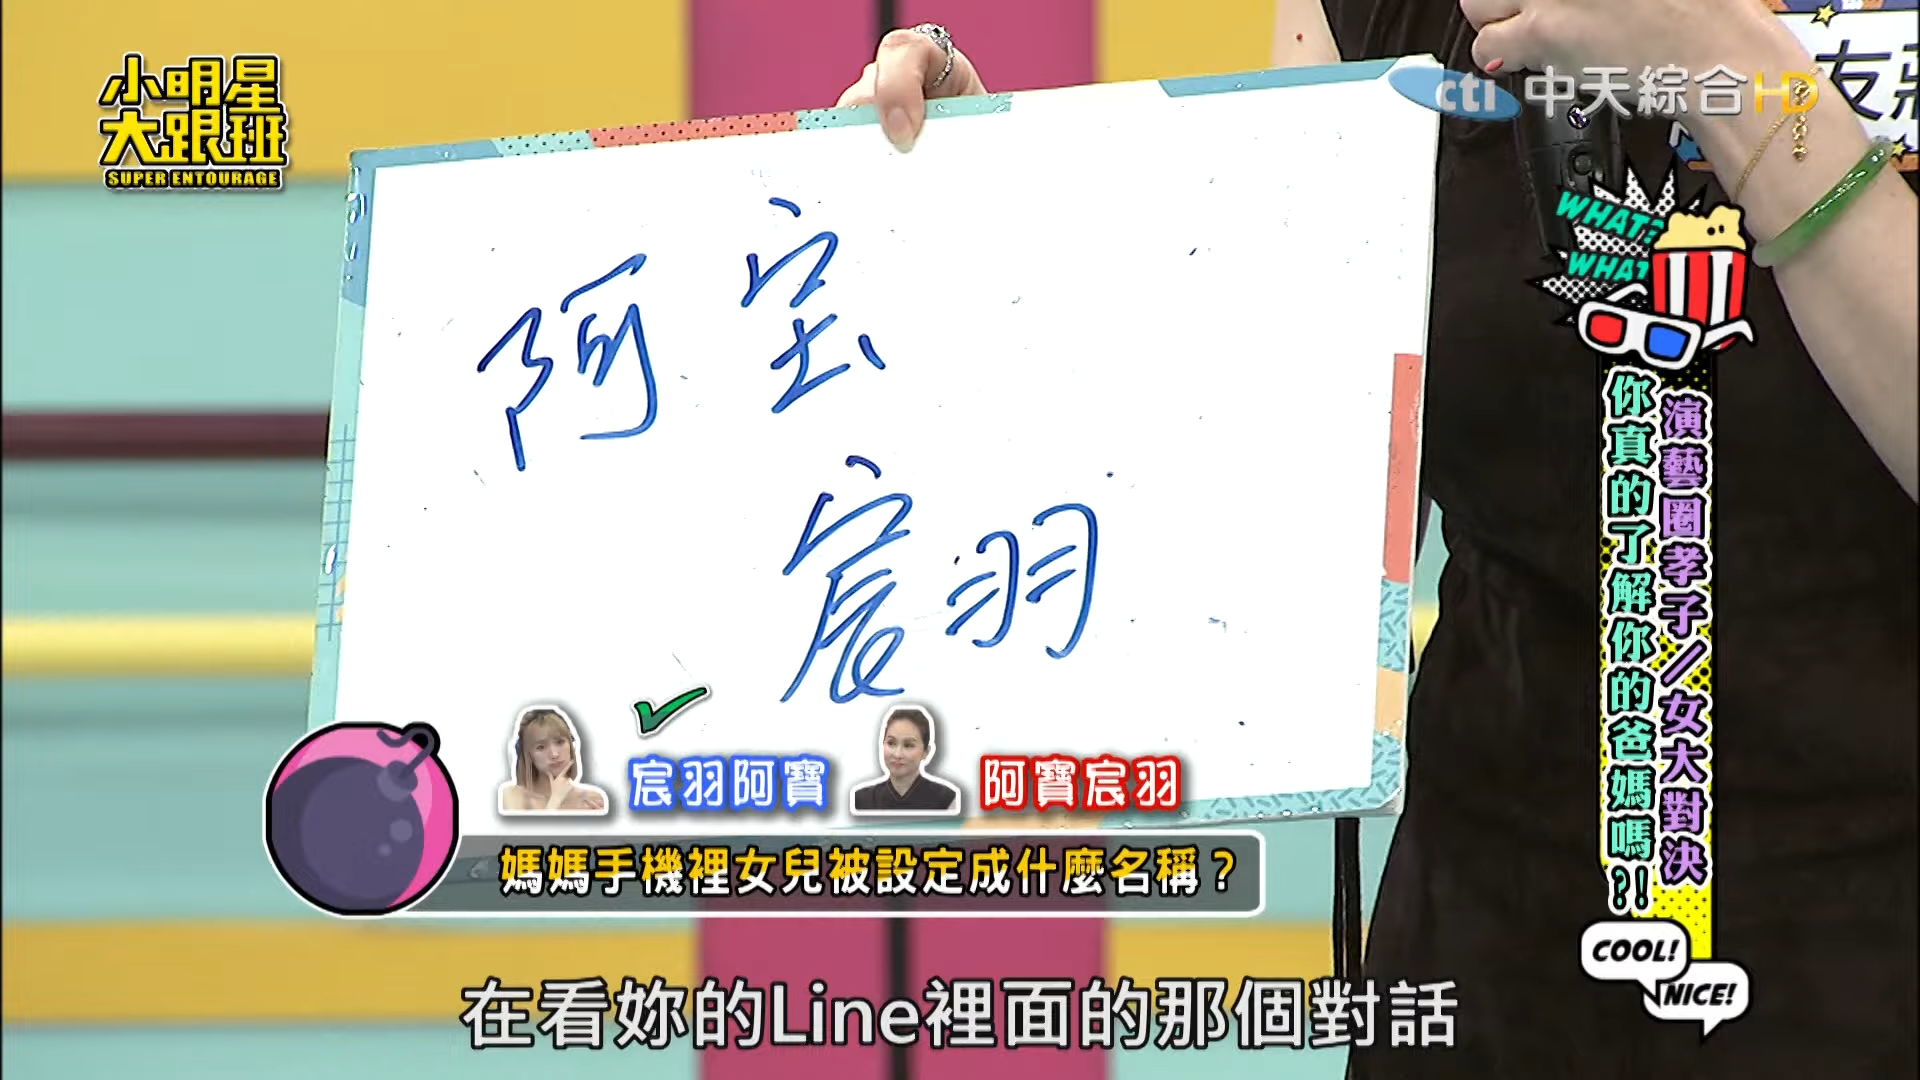 小明星
大跟班
SUPER ENTOURAGE
cti 中天綜合HD
友
WHAT?
WHAT
阿宝
宸羽
演藝圈孝子/女大對決
你真的了解你的爸媽嗎?!
宸羽阿寶
阿寶宸羽
媽媽手機裡女兒被設定成什麼名稱？
COOL!
NICE!
在看妳的Line裡面的那個對話